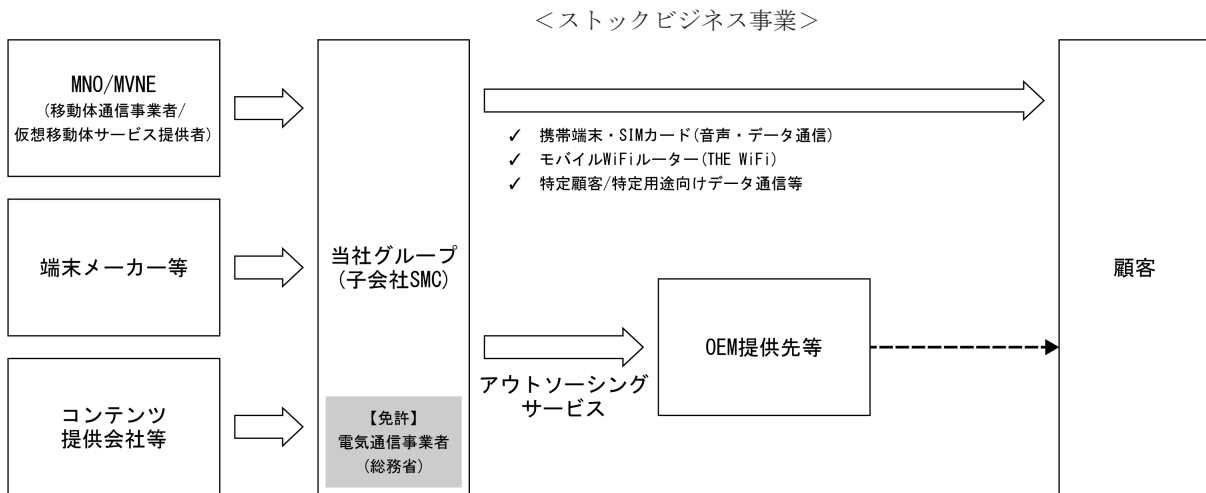 ＜ストックビジネス事業＞
MNO/MVNE
(移動体通信事業者/
仮想移動体サービス提供者)
端末メーカー等
コンテンツ
提供会社等
当社グループ
(子会社SMC)
【免許】
電気通信事業者
(総務省)
✓ 携帯端末・SIMカード(音声・データ通信)
✓ モバイルWiFiルーター(THE WiFi)
✓ 特定顧客/特定用途向けデータ通信等
アウトソーシング
サービス
OEM提供先等
顧客